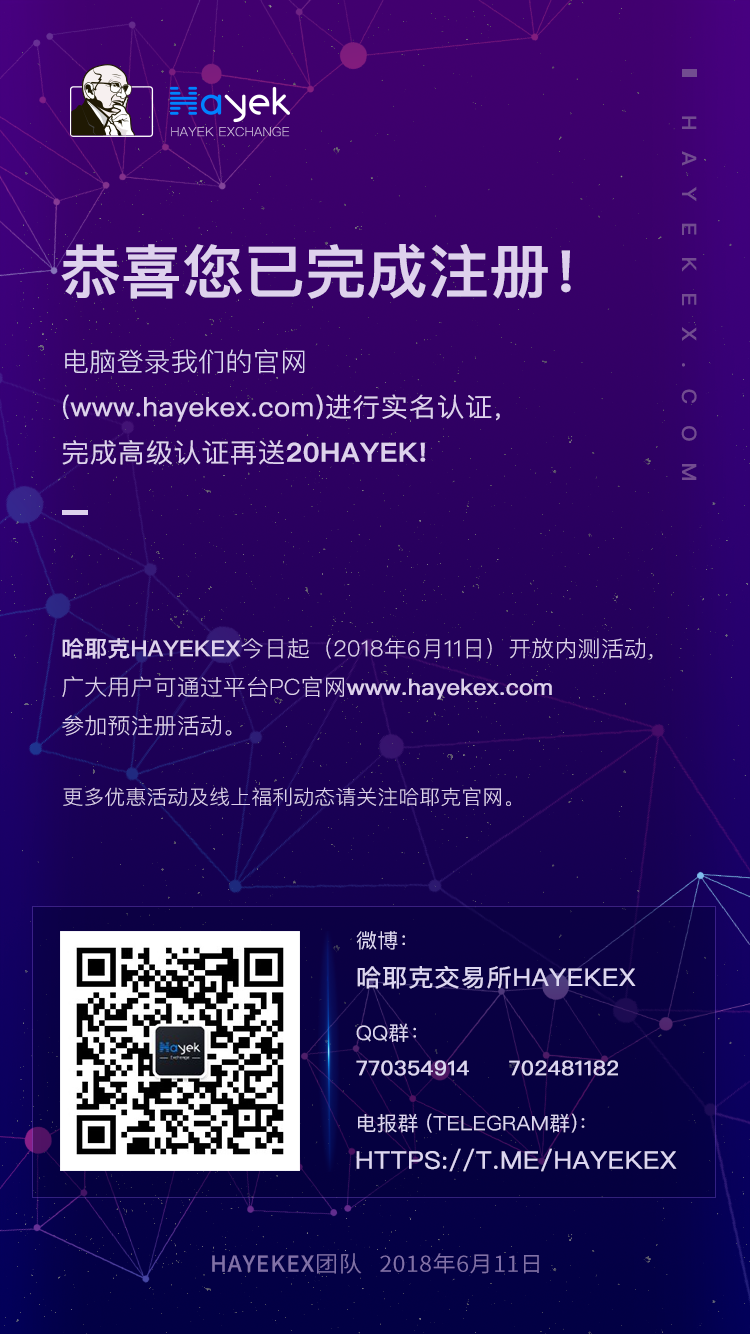 Hayek
HAYEK EXCHANGE
HAYEKEX.COM
恭喜您已完成注册！
电脑登录我们的官网
(www.hayekex.com)进行实名认证,
完成高级认证再送20HAYEK!
哈耶克HAYEKEX今日起（2018年6月11日）开放内测活动,
广大用户可通过平台PC官网www.hayekex.com
参加预注册活动。
更多优惠活动及线上福利动态请关注哈耶克官网。
Hayek
Exchange
微博：
哈耶克交易所HAYEKEX
QQ群：
770354914 702481182
电报群 (TELEGRAM群)：
HTTPS://T.ME/HAYEKEX
HAYEKEX团队 2018年6月11日